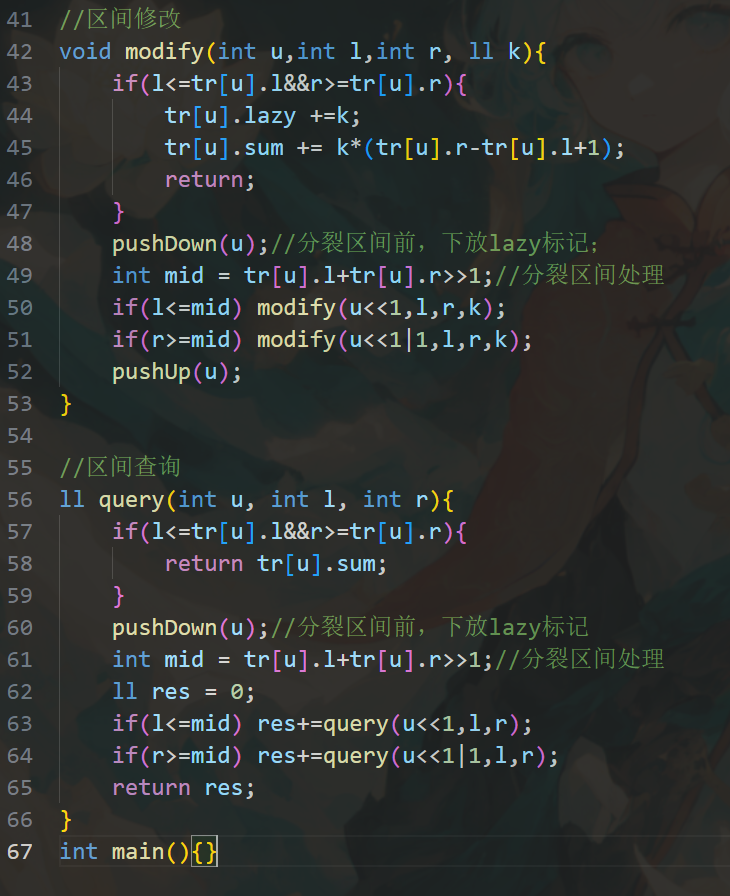 41 //区间修改
42 void modify(int u,int l,int r, ll k){
43     if(l<=tr[u].l&&r>=tr[u].r){
44         tr[u].lazy +=k;
45         tr[u].sum += k*(tr[u].r-tr[u].l+1);
46         return;
47     }
48     pushDown(u);//分裂区间前，下放lazy标记；
49     int mid = tr[u].l+tr[u].r>>1;//分裂区间处理
50     if(l<=mid) modify(u<<1,l,r,k);
51     if(r>=mid) modify(u<<1|1,l,r,k);
52     pushUp(u);
53 }
54
55 //区间查询
56 ll query(int u, int l, int r){
57     if(l<=tr[u].l&&r>=tr[u].r){
58         return tr[u].sum;
59     }
60     pushDown(u);//分裂区间前，下放lazy标记
61     int mid = tr[u].l+tr[u].r>>1;//分裂区间处理
62     ll res = 0;
63     if(l<=mid) res+=query(u<<1,l,r);
64     if(r>=mid) res+=query(u<<1|1,l,r);
65     return res;
66 }
67 int main(){}